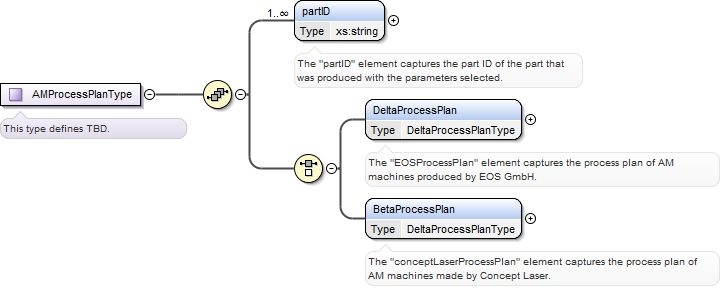 1..∞
partID
Type xs:string
The "partID" element captures the part ID of the part that
was produced with the parameters selected.
AMProcessPlanType
This type defines TBD.
DeltaProcessPlan
Type DeltaProcessPlanType
The "EOSProcessPlan" element captures the process plan of AM
machines produced by EOS GmbH.
BetaProcessPlan
Type DeltaProcessPlanType
The "conceptLaserProcessPlan" element captures the process plan of
AM machines made by Concept Laser.